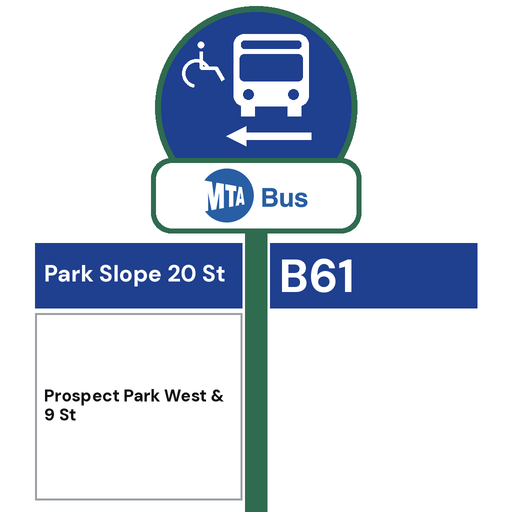 MTA Bus
Park Slope 20 St
B61
Prospect Park West &
9 St